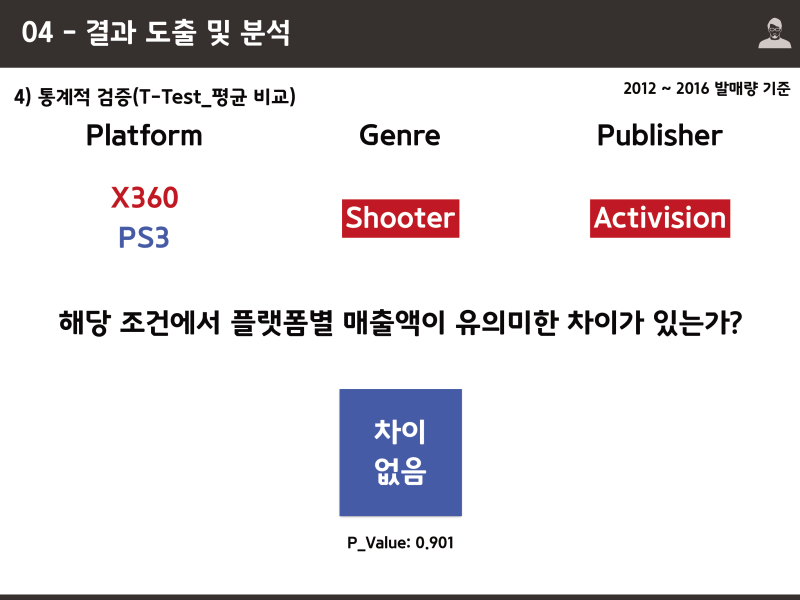 04 - 결과 도출 및 분석
4) 통계적 검증(T-Test_평균 비교)
2012 ~ 2016 발매량 기준
Platform
Genre
Publisher
X360
PS3
Shooter
Activision
해당 조건에서 플랫폼별 매출액이 유의미한 차이가 있는가?
차이
없음
P_Value: 0.901